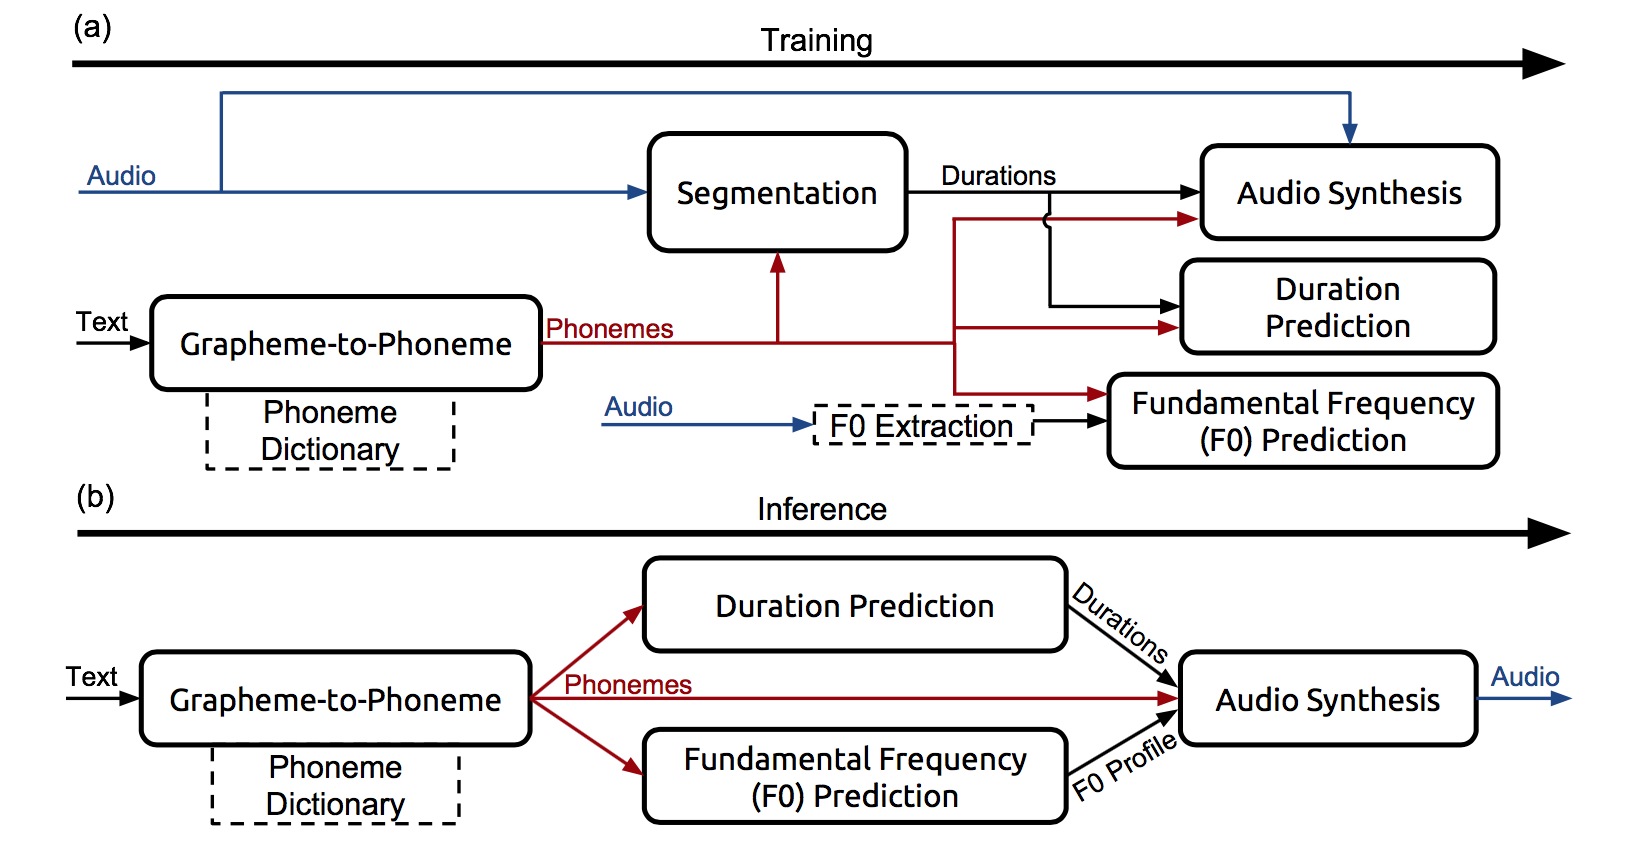 (a)
Training
Audio
Segmentation
Durations
Audio Synthesis
Text
Grapheme-to-Phoneme
Phonemes
Duration
Prediction
Phoneme
Dictionary
Audio
F0 Extraction
Fundamental Frequency
(F0) Prediction
(b)
Inference
Duration Prediction
Durations
Text
Grapheme-to-Phoneme
Phonemes
Audio Synthesis
Audio
Phoneme
Dictionary
Fundamental Frequency
(F0) Prediction
F0 Profile